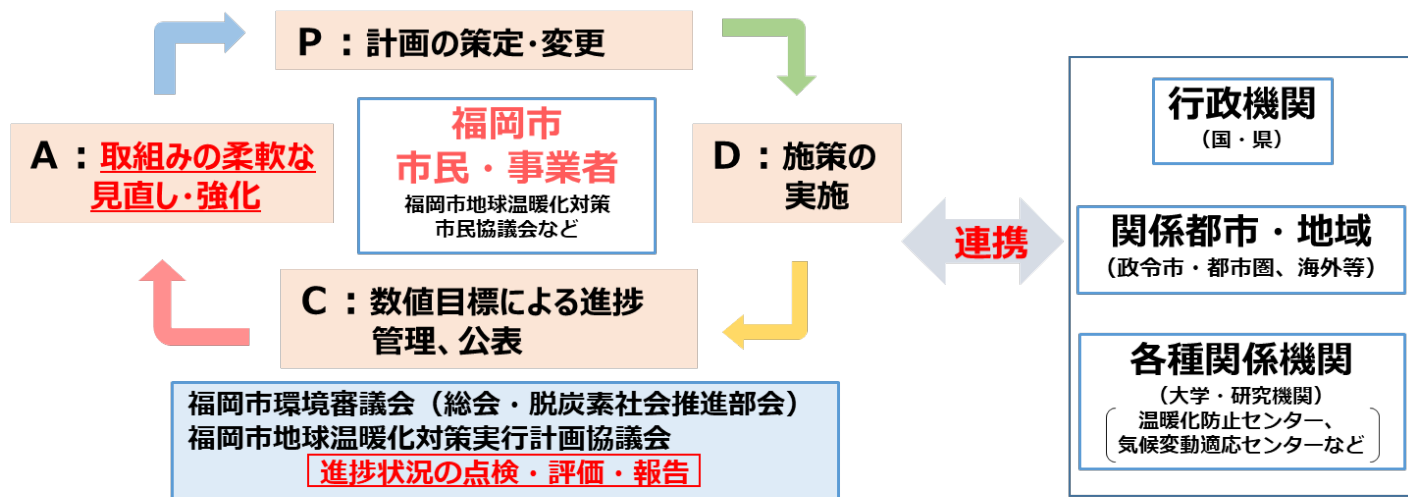 P：計画の策定･変更
A：取組みの柔軟な
見直し･強化
福岡市
市民・事業者
福岡市地球温暖化対策
市民協議会など
D：施策の
実施
C：数値目標による進捗
管理、公表
福岡市環境審議会（総会・脱炭素社会推進部会）
福岡市地球温暖化対策実行計画協議会
進捗状況の点検・評価・報告
連携
行政機関
（国・県）
関係都市・地域
（政令市・都市圏、海外等）
各種関係機関
（大学・研究機関）
温暖化防止センター、
気候変動適応センターなど